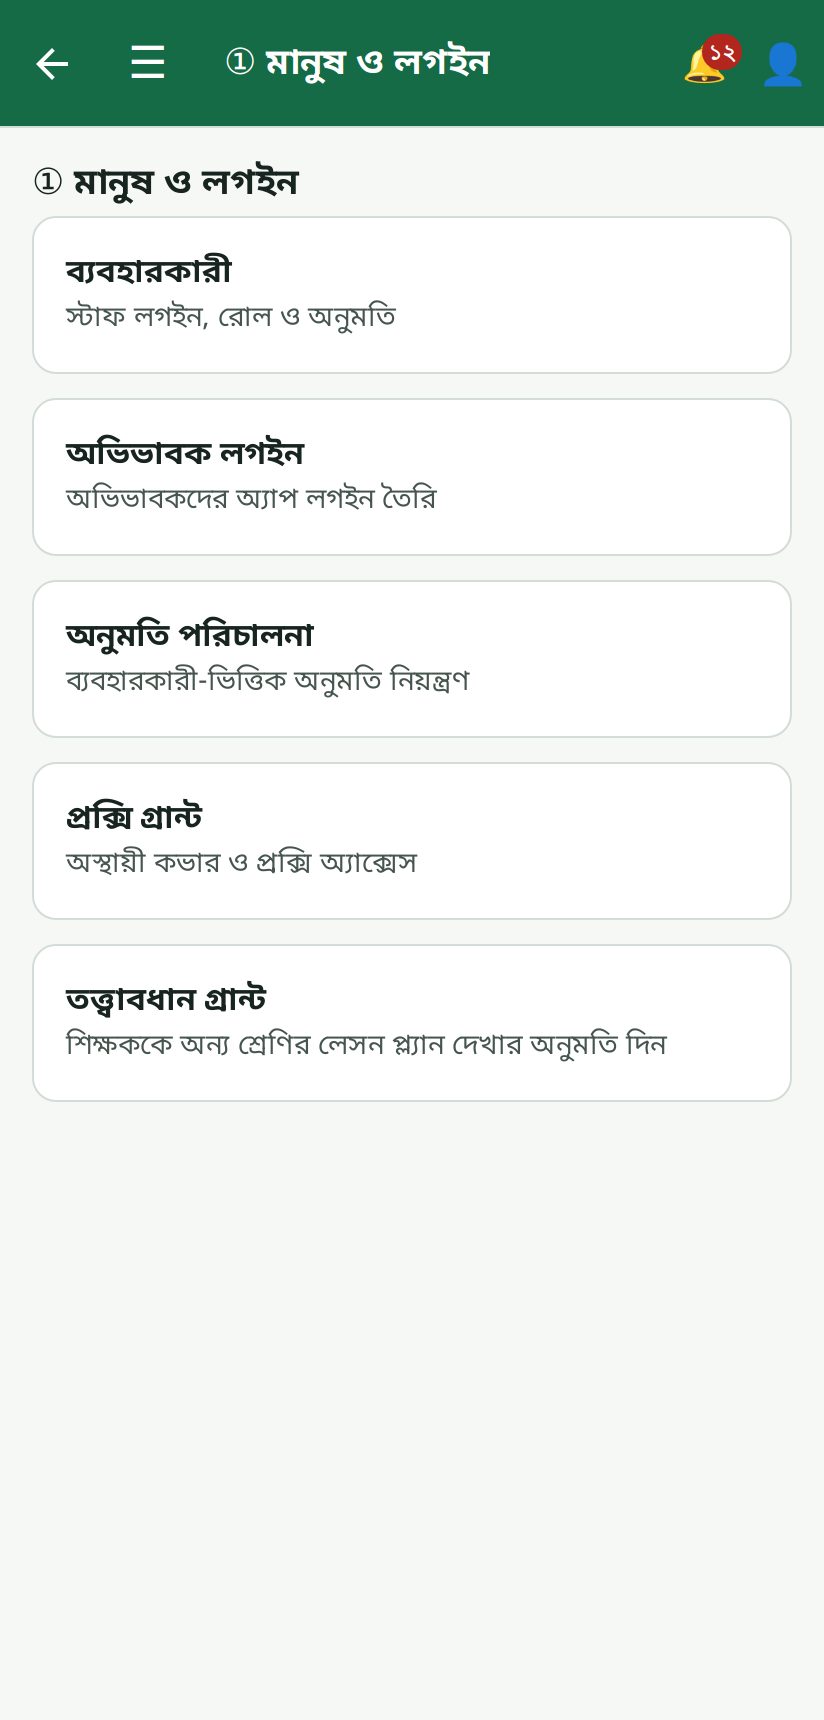 ① মানুষ ও লগইন
১২
① মানুষ ও লগইন
ব্যবহারকারী
স্টাফ লগইন, রোল ও অনুমতি
অভিভাবক লগইন
অভিভাবকদের অ্যাপ লগইন তৈরি
অনুমতি পরিচালনা
ব্যবহারকারী-ভিত্তিক অনুমতি নিয়ন্ত্রণ
প্রক্সি গ্রান্ট
অস্থায়ী কভার ও প্রক্সি অ্যাক্সেস
তত্ত্বাবধান গ্রান্ট
শিক্ষককে অন্য শ্রেণির লেসন প্ল্যান দেখার অনুমতি দিন